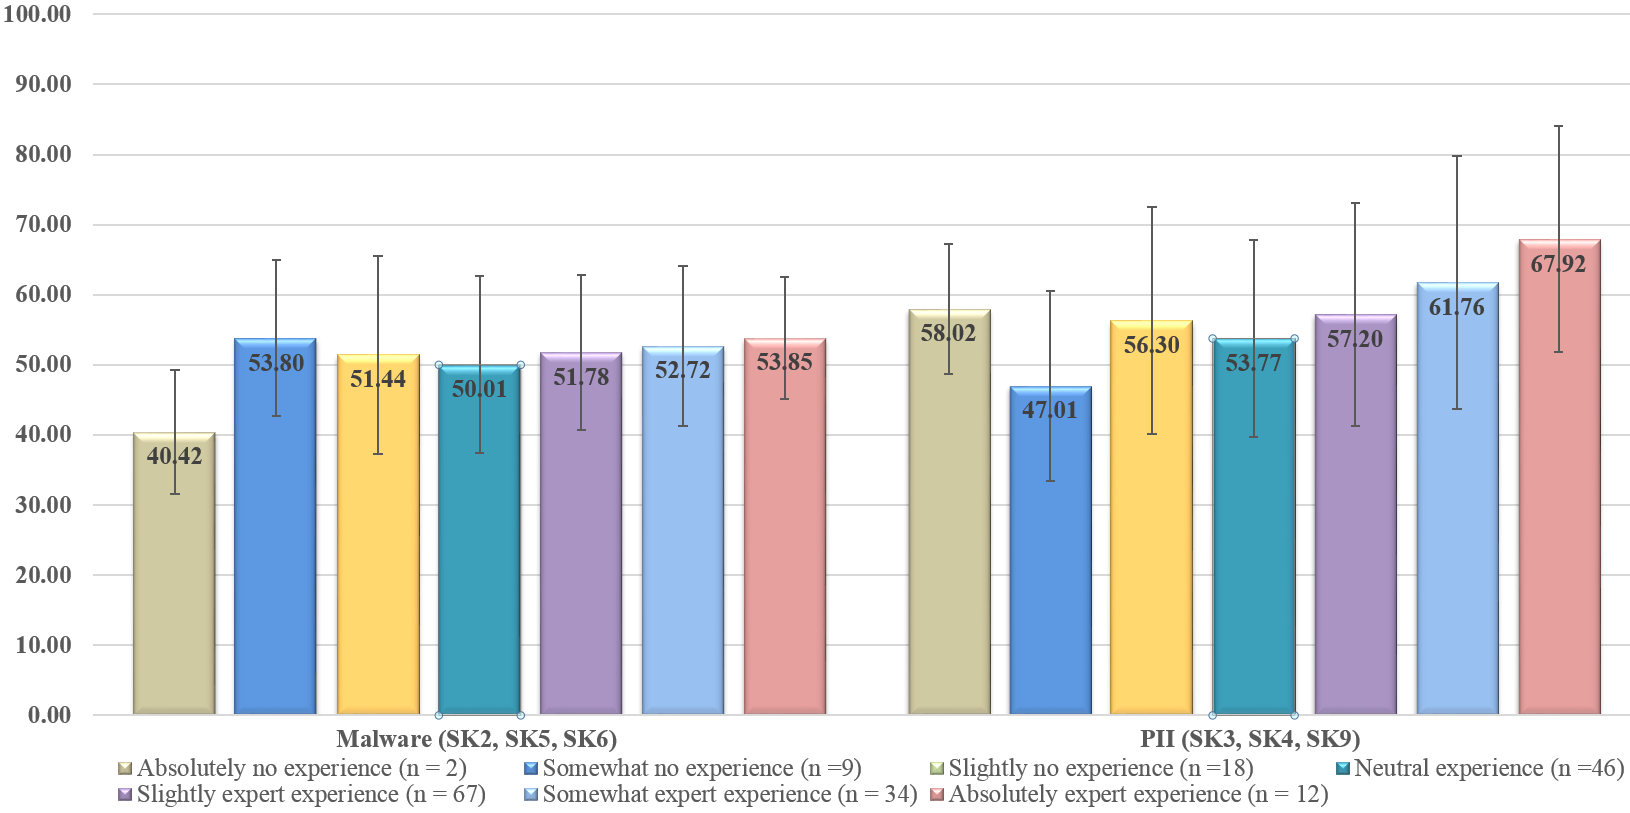 100.00
90.00
80.00
70.00
60.00
50.00
40.00
30.00
20.00
10.00
0.00
40.42
53.80
51.44
50.01
51.78
52.72
53.85
58.02
47.01
56.30
53.77
57.20
61.76
67.92
Malware (SK2, SK5, SK6)
PII (SK3, SK4, SK9)
Absolutely no experience (n = 2)
Somewhat no experience (n =9)
Slightly no experience (n =18)
Neutral experience (n =46)
Slightly expert experience (n = 67)
Somewhat expert experience (n = 34)
Absolutely expert experience (n = 12)